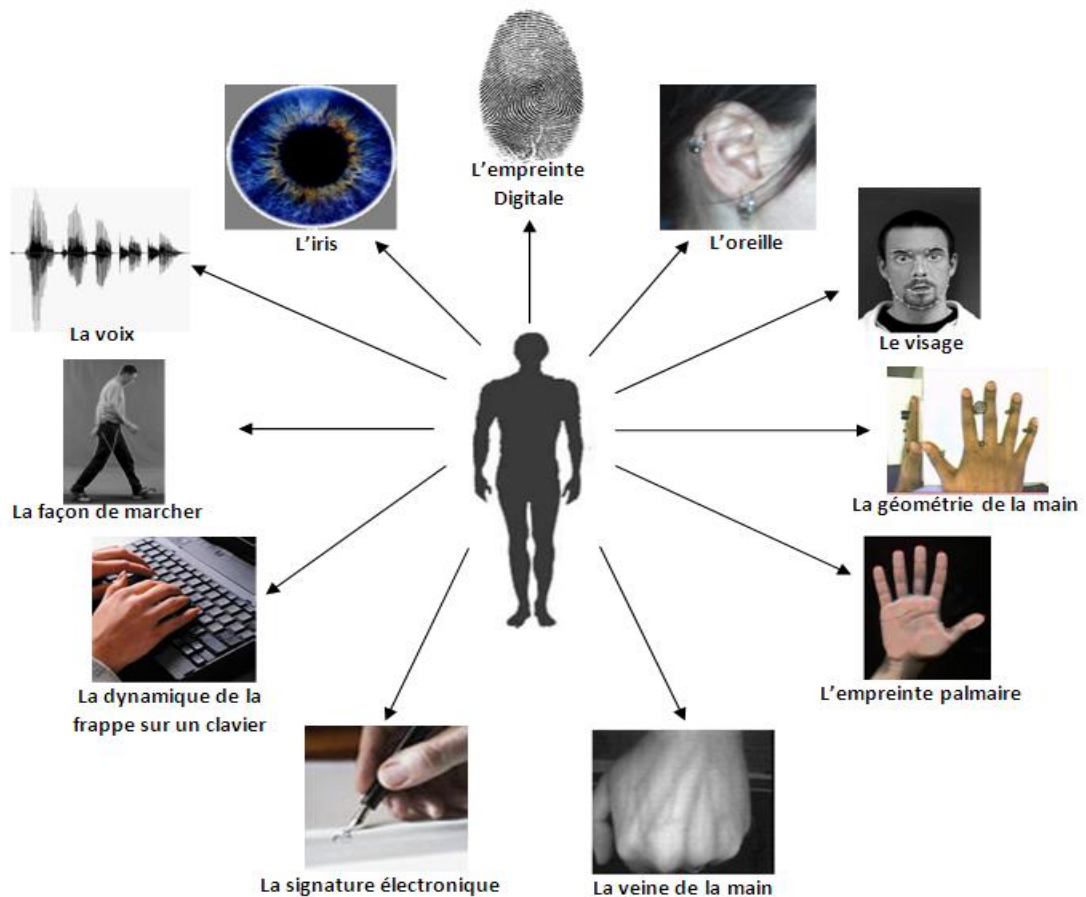 L'empreinte
Digitale
L'iris
L'oreille
La voix
Le visage
La façon de marcher
La géométrie de la main
La dynamique de la
frappe sur un clavier
L'empreinte palmaire
La signature électronique
La veine de la main